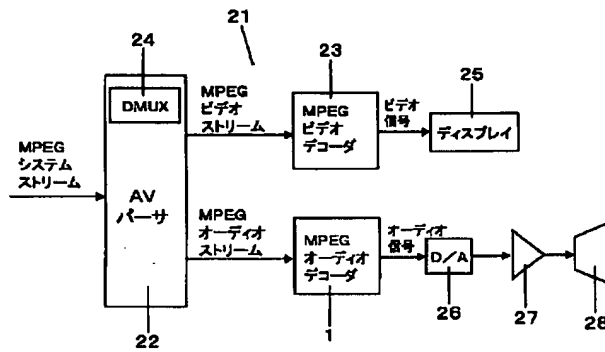 21
24
23
25
DMUX
MPEG
ビデオ
ストリーム
MPEG
ビデオ
デコーダ
ビデオ
信号
ディスプレイ
MPEG
システム
ストリーム
AV
パーサ
MPEG
オーディオ
ストリーム
MPEG
オーディオ
デコーダ
オーディオ
信号
D/A
22
1
26
27
28